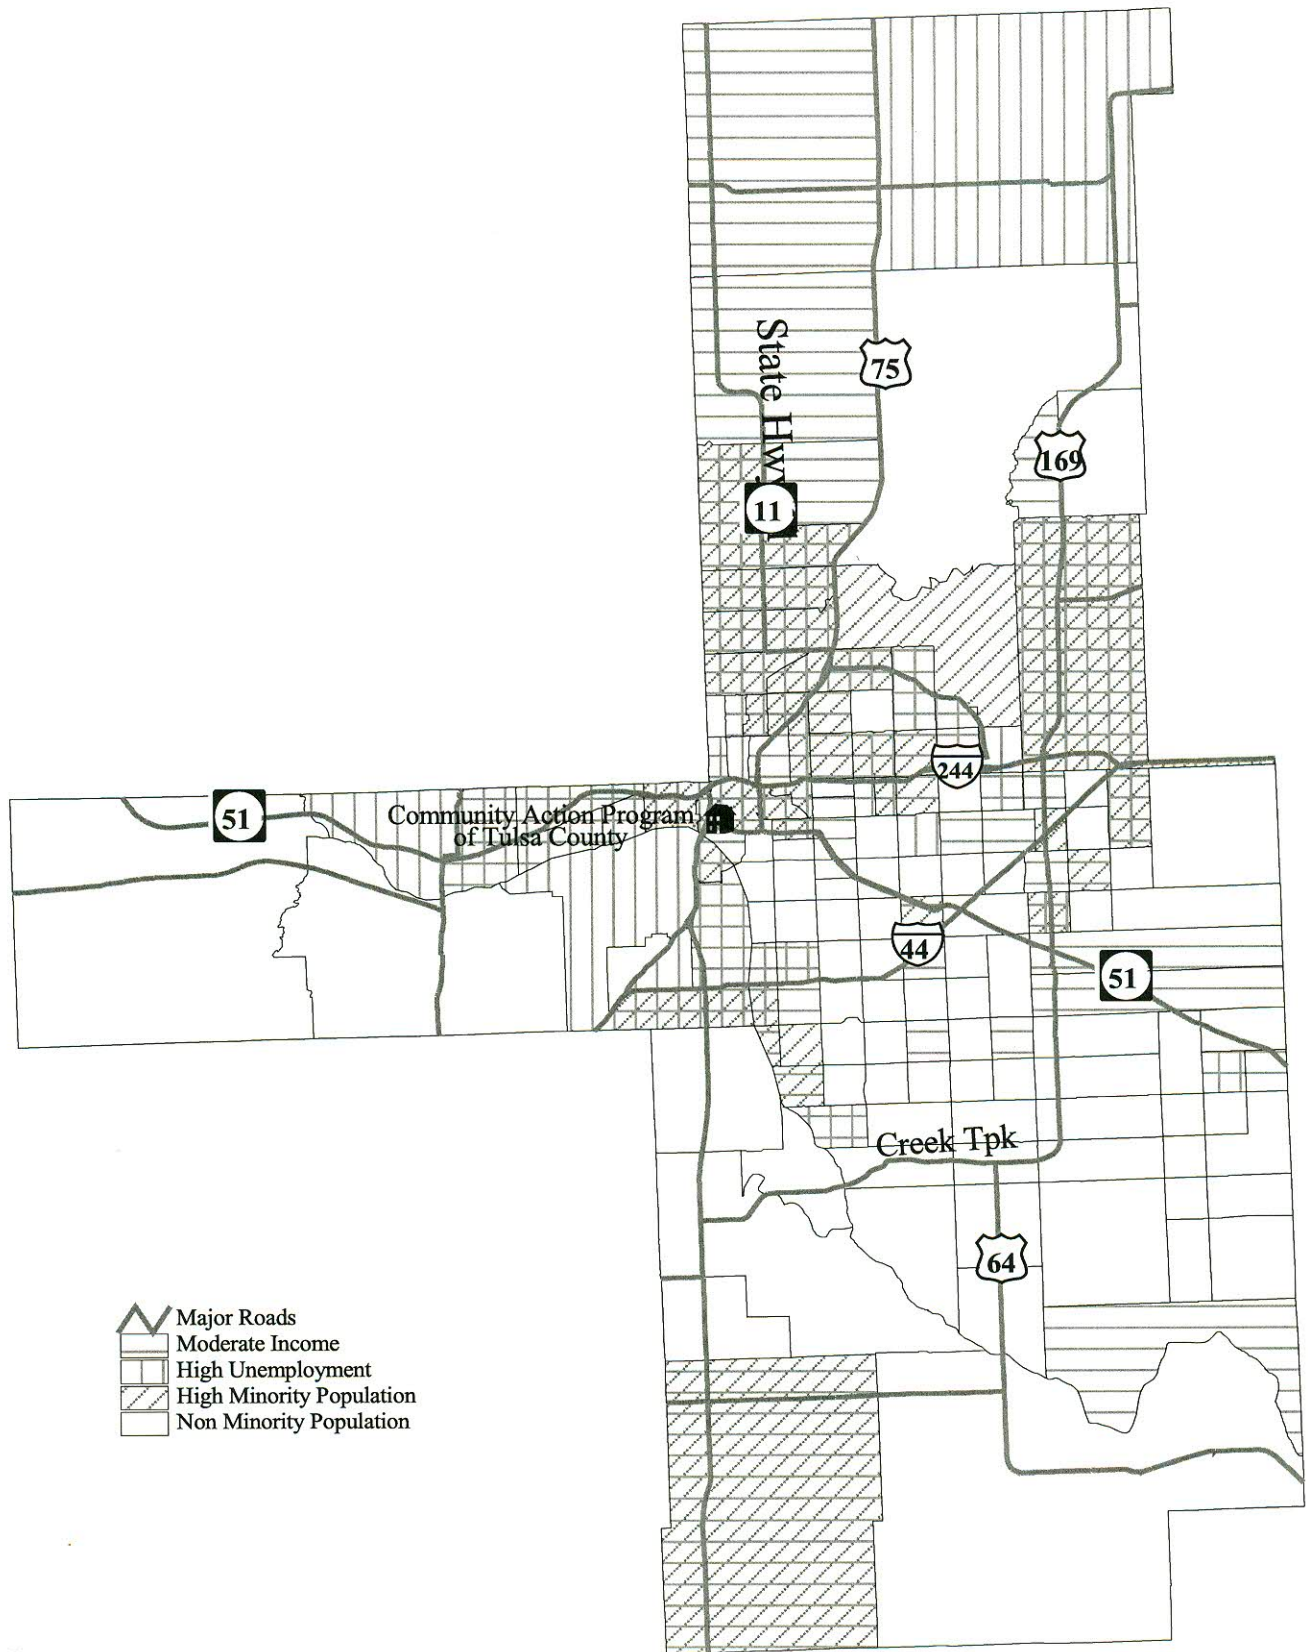 State Hwy
75
169
11
244
51
Community Action Program
of Tulsa County
44
51
Creek Tpk
64
Major Roads
Moderate Income
High Unemployment
High Minority Population
Non Minority Population